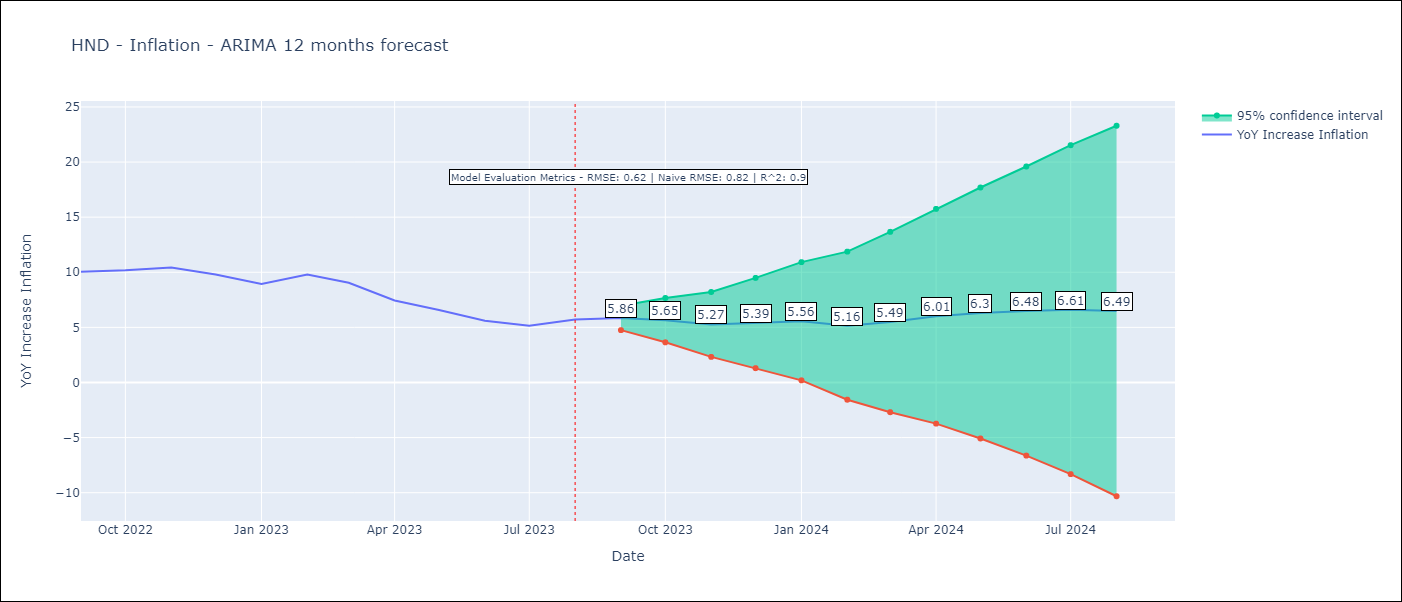 HND - Inflation - ARIMA 12 months forecast
95% confidence interval
YoY Increase Inflation
Model Evaluation Metrics - RMSE: 0.62 | Naive RMSE: 0.82 | R^2: 0.9
YoY Increase Inflation
25
20
15
10
5
0
−5
−10
5.86
5.65
5.27
5.39
5.56
5.16
5.49
6.01
6.3
6.48
6.61
6.49
Oct 2022
Jan 2023
Apr 2023
Jul 2023
Oct 2023
Jan 2024
Apr 2024
Jul 2024
Date